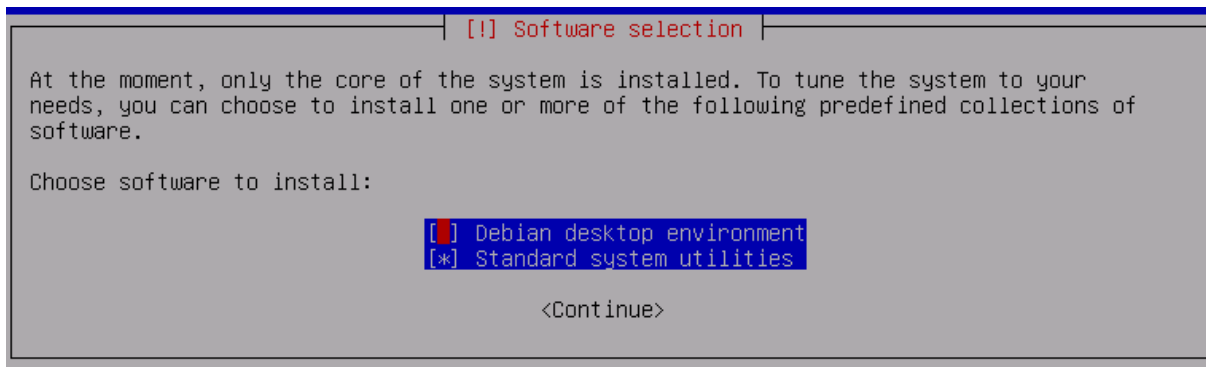 [!] Software selection
At the moment, only the core of the system is installed. To tune the system to your
needs, you can choose to install one or more of the following predefined collections of
software.
Choose software to install:
[ ] Debian desktop environment
[*] Standard system utilities
<Continue>